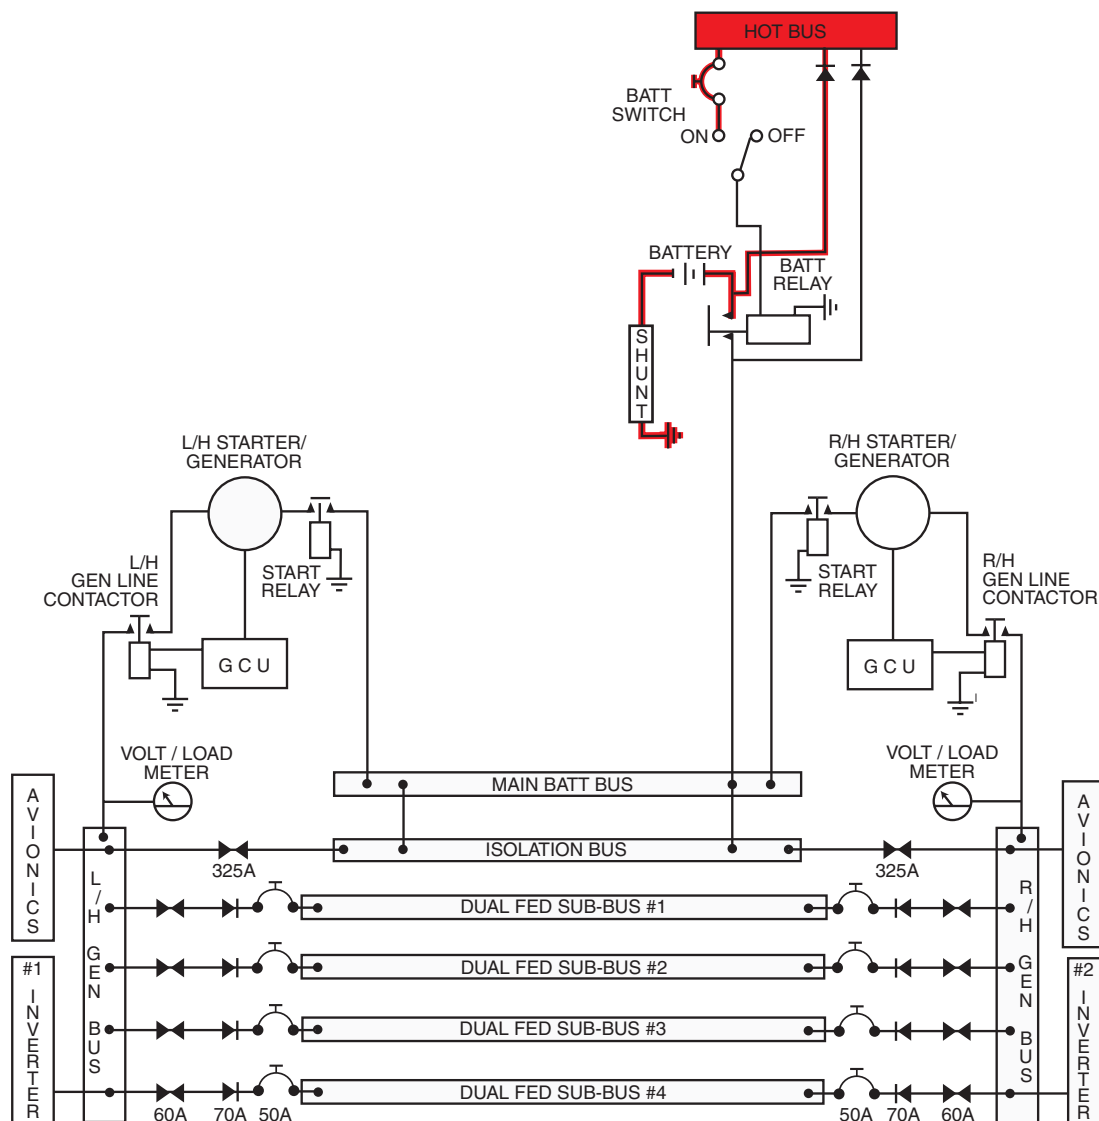 HOT BUS
BATT
SWITCH
ON
OFF
BATTERY
BATT
RELAY
SHUNT
L/H STARTER/
GENERATOR
R/H STARTER/
GENERATOR
L/H
GEN LINE
CONTACTOR
START
RELAY
START
RELAY
R/H
GEN LINE
CONTACTOR
G C U
G C U
VOLT / LOAD
METER
VOLT / LOAD
METER
MAIN BATT BUS
AVIONICS
AVIONICS
ISOLATION BUS
325A
325A
L/H GEN BUS
R/H GEN BUS
DUAL FED SUB-BUS #1
DUAL FED SUB-BUS #2
#1 INVERTER
#2 INVERTER
DUAL FED SUB-BUS #3
DUAL FED SUB-BUS #4
60A 70A 50A
50A 70A 60A